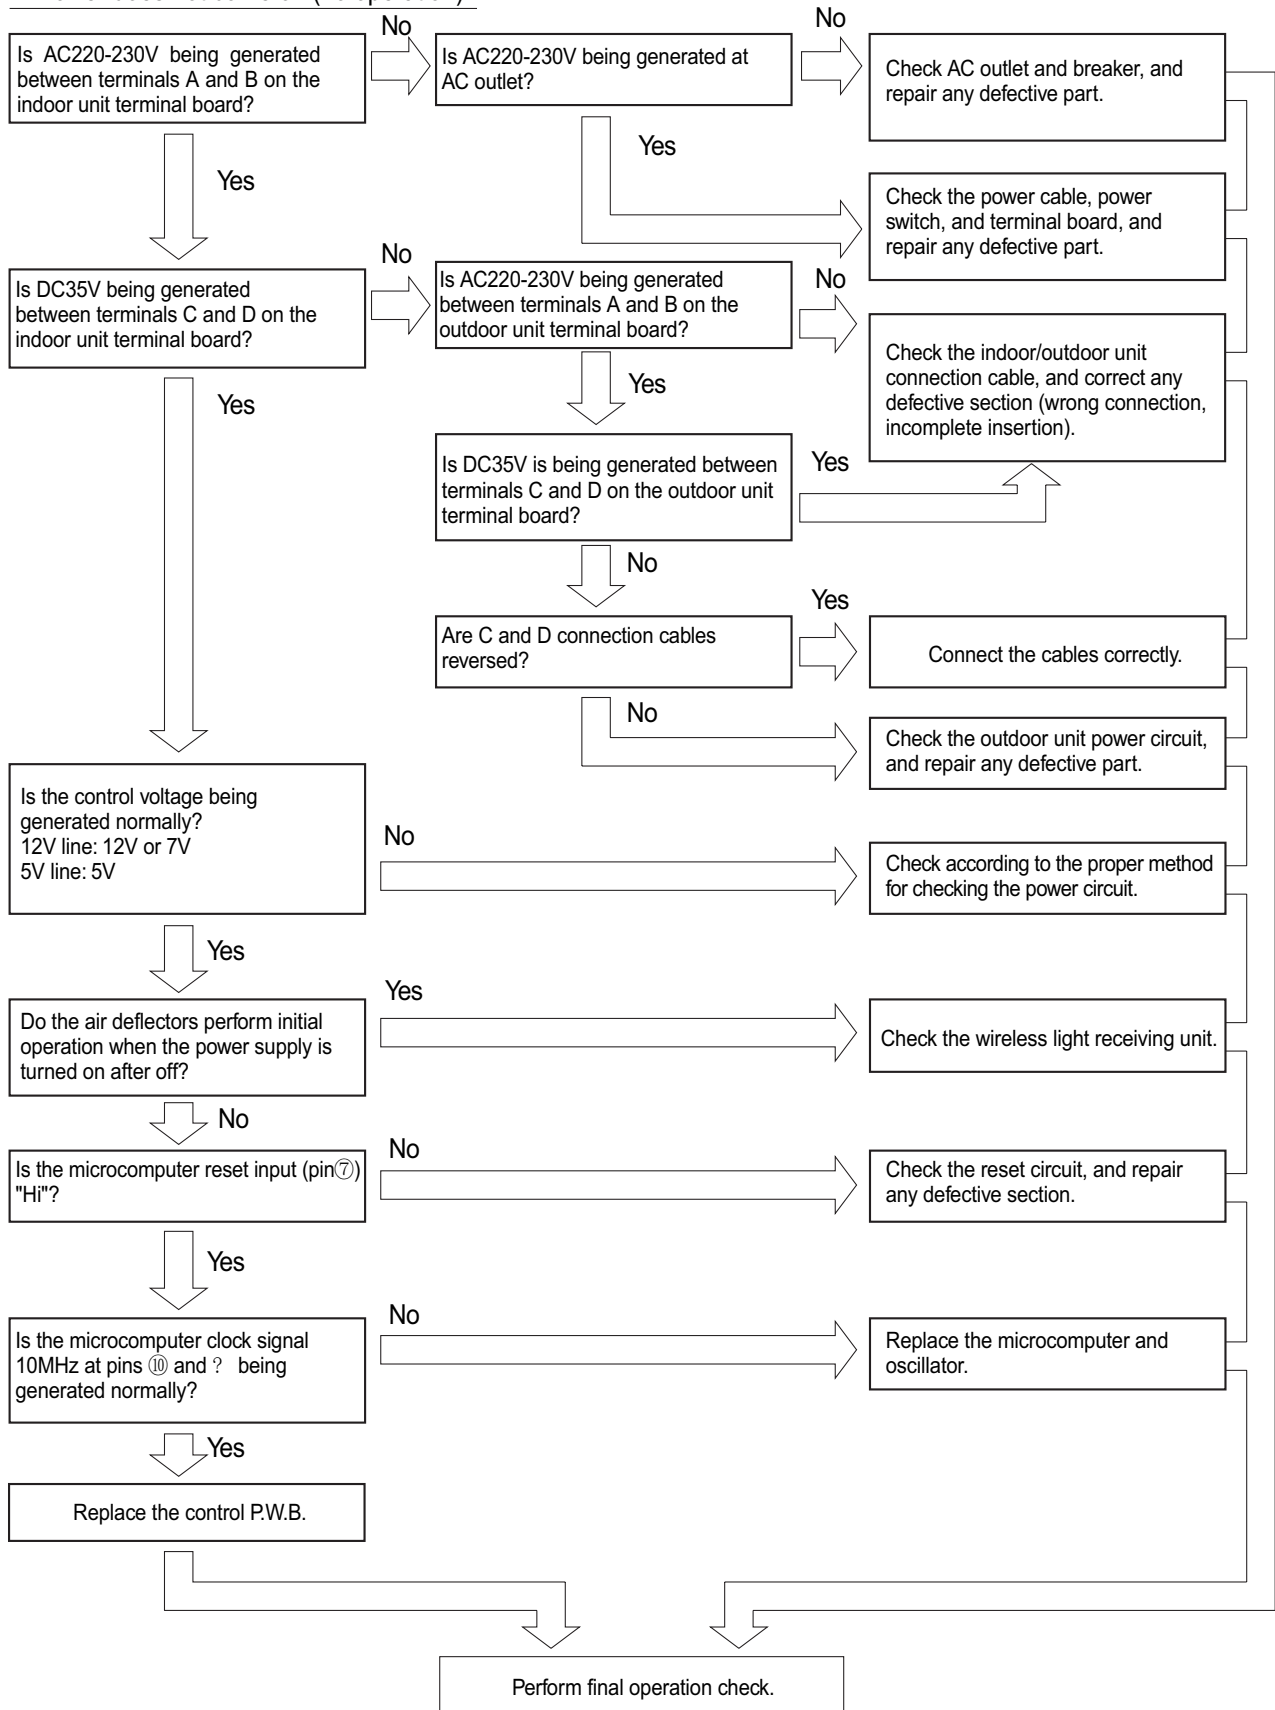 No
No
Is AC220-230V being generated
between terminals A and B on the
indoor unit terminal board?
Is AC220-230V being generated at
AC outlet?
Check AC outlet and breaker, and
repair any defective part.
Yes
Yes
Check the power cable, power
switch, and terminal board, and
repair any defective part.
No
No
Is DC35V being generated
between terminals C and D on the
indoor unit terminal board?
Is AC220-230V being generated
between terminals A and B on the
outdoor unit terminal board?
Check the indoor/outdoor unit
connection cable, and correct any
defective section (wrong connection,
incomplete insertion).
Yes
Yes
Is DC35V is being generated between
terminals C and D on the outdoor unit
terminal board?
Yes
No
Yes
Are C and D connection cables
reversed?
Connect the cables correctly.
No
Check the outdoor unit power circuit,
and repair any defective part.
Is the control voltage being
generated normally?
12V line: 12V or 7V
5V line: 5V
No
Check according to the proper method
for checking the power circuit.
Yes
Yes
Do the air deflectors perform initial
operation when the power supply is
turned on after off?
Check the wireless light receiving unit.
No
No
Is the microcomputer reset input (pin⑦)
"Hi"?
Check the reset circuit, and repair
any defective section.
Yes
No
Is the microcomputer clock signal
10MHz at pins ⑩ and ? being
generated normally?
Replace the microcomputer and
oscillator.
Yes
Replace the control P.W.B.
Perform final operation check.